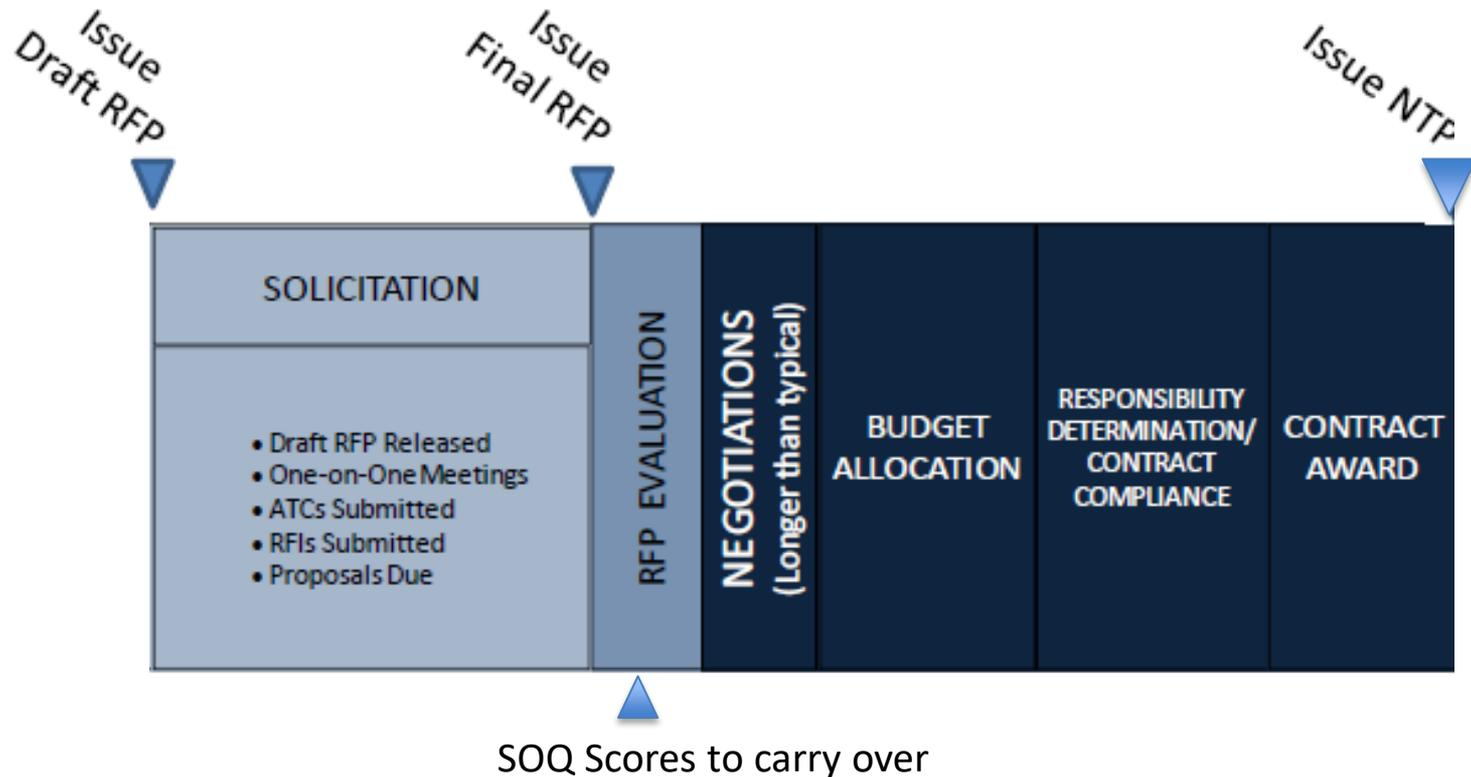 Issue
Draft RFP
Issue
Final RFP
Issue NTP
SOLICITATION
• Draft RFP Released
• One-on-One Meetings
• ATCs Submitted
• RFIs Submitted
• Proposals Due
RFP EVALUATION
NEGOTIATIONS
(Longer than typical)
BUDGET
ALLOCATION
RESPONSIBILITY
DETERMINATION/
CONTRACT
COMPLIANCE
CONTRACT
AWARD
SOQ Scores to carry over